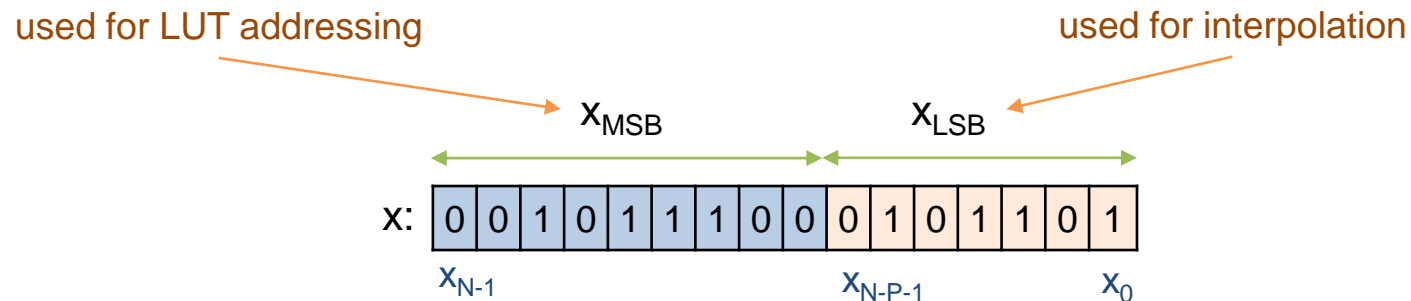 used for LUT addressing used for interpolation
xMSB xLSB
x: 0 0 1 0 1 1 1 0 0 0 1 0 1 1 0 1
xN-1 xN-P-1 x0